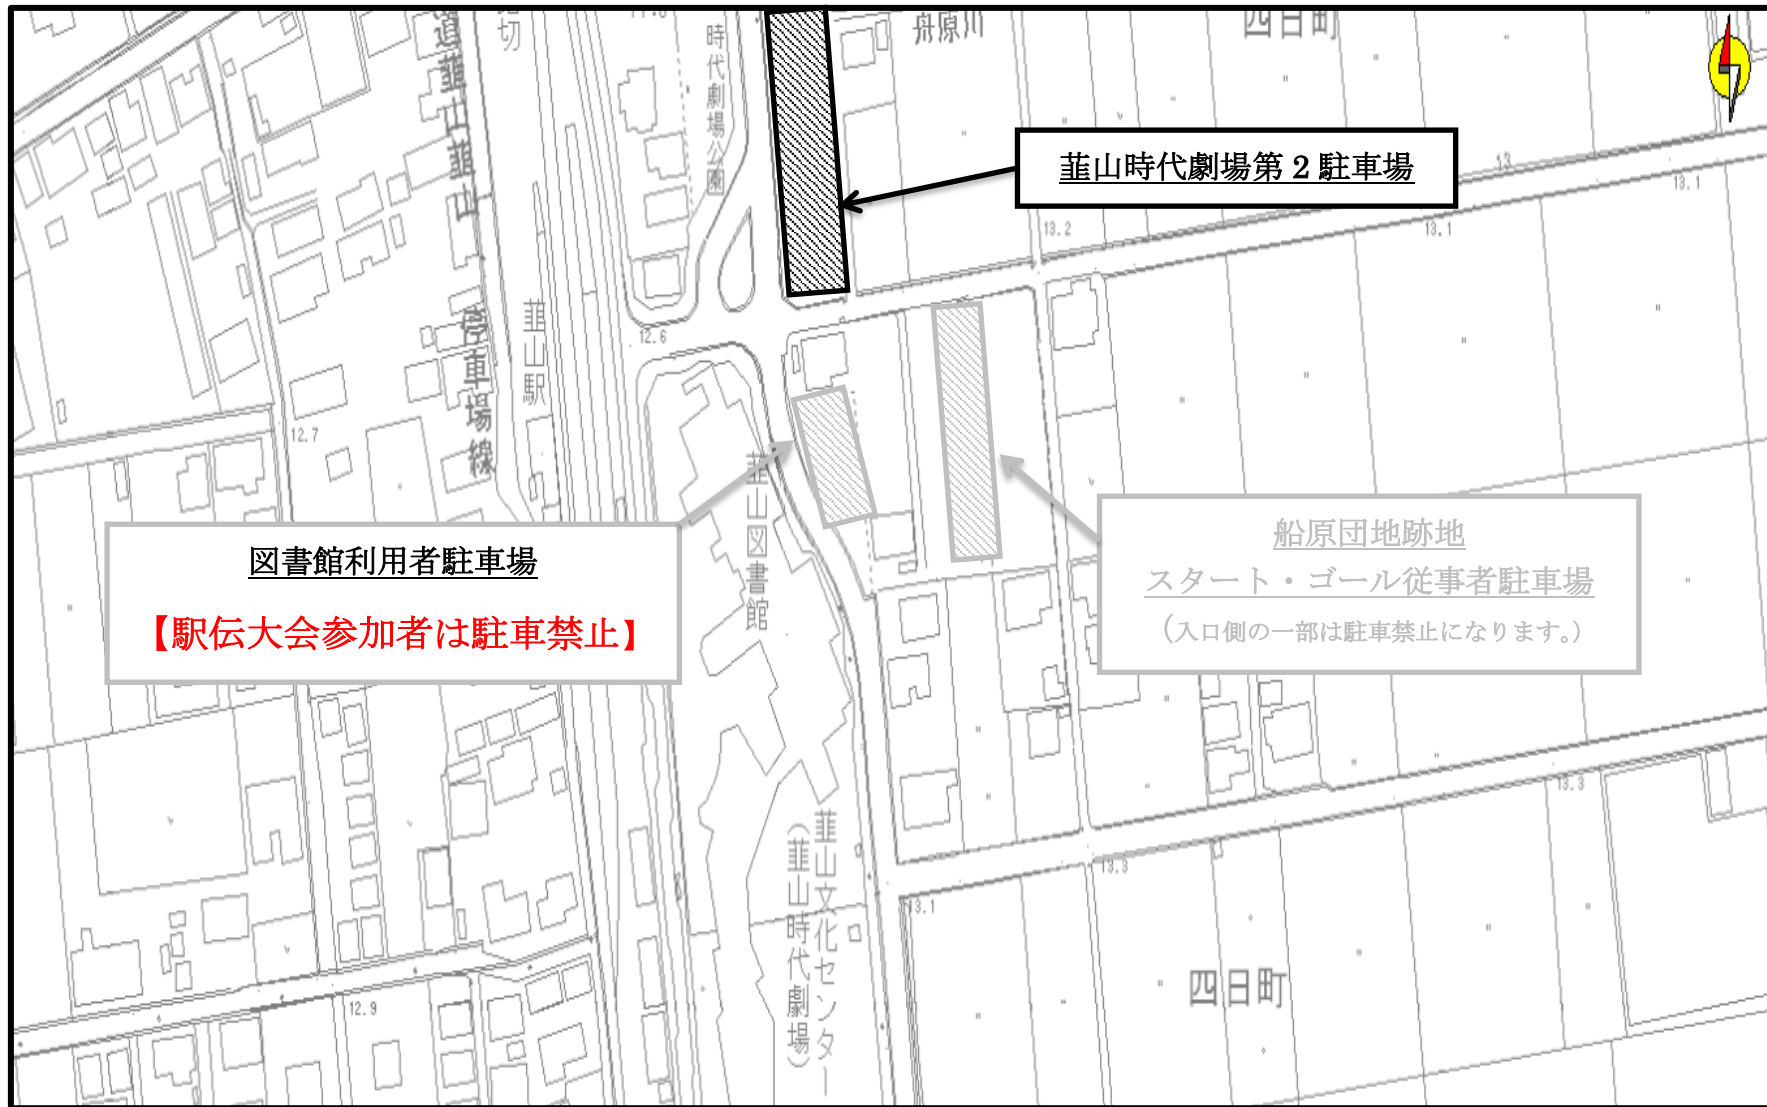 道韮山韮山
停車場線
時代劇場公園
舟原川
四日町
韮山時代劇場第2駐車場
13
13.1
13.2
13.1
韮山駅
12.6
12.7
図書館利用者駐車場
【駅伝大会参加者は駐車禁止】
韮山図書館
船原団地跡地
スタート・ゴール従事者駐車場
(入口側の一部は駐車禁止になります。)
13.3
13.3
13.1
韮山文化センター
(韮山時代劇場)
四日町
12.9